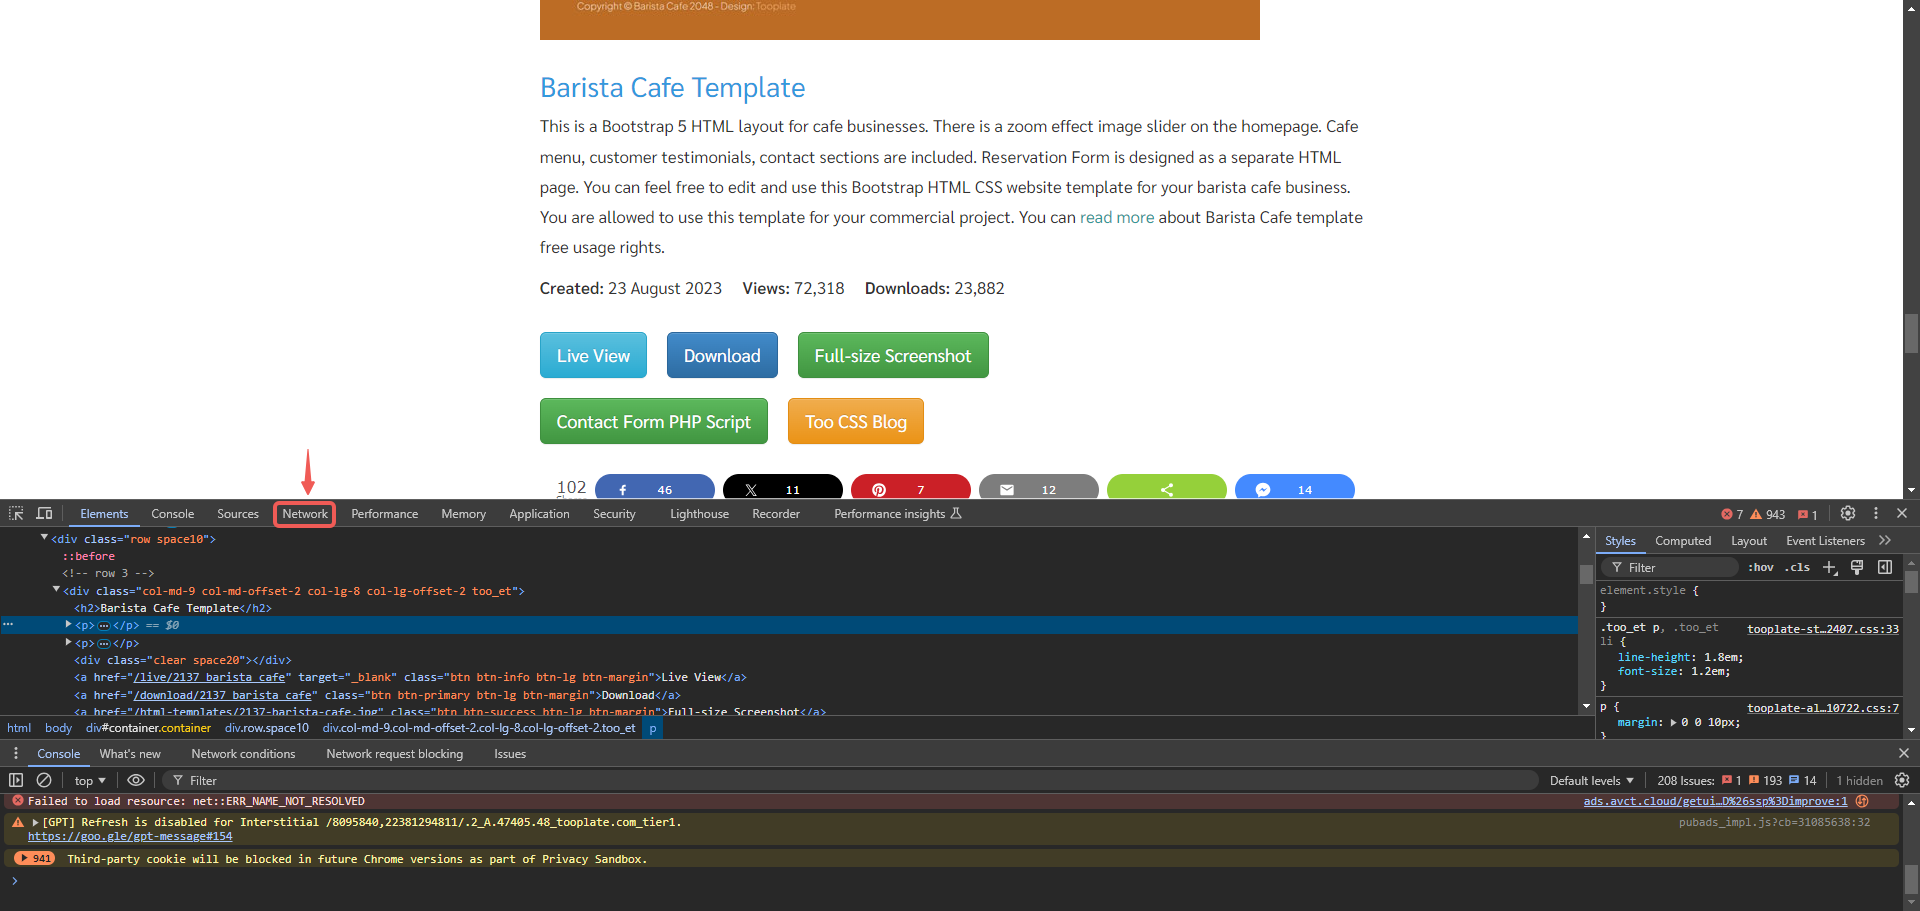 Copyright © Barista Cafe 2048 - Design: Tooplate
Barista Cafe Template
This is a Bootstrap 5 HTML layout for cafe businesses. There is a zoom effect image slider on the homepage. Cafe
menu, customer testimonials, contact sections are included. Reservation Form is designed as a separate HTML
page. You can feel free to edit and use this Bootstrap HTML CSS website template for your barista cafe business.
You are allowed to use this template for your commercial project. You can read more about Barista Cafe template
free usage rights.
Created: 23 August 2023 Views: 72,318 Downloads: 23,882
Live View Download Full-size Screenshot
Contact Form PHP Script Too CSS Blog
102 46 11 7 12 14
Elements Console Sources Network Performance Memory Application Security Lighthouse Recorder Performance insights 7 943 1
<div class="row space10">
::before
<!-- row 3 -->
<div class="col-md-9 col-md-offset-2 col-lg-8 col-lg-offset-2 too_et">
<h2>Barista Cafe Template</h2>
<p>…</p> == $0
<p>…</p>
<div class="clear space20"></div>
<a href="/live/2137_barista_cafe" target="_blank" class="btn btn-info btn-lg btn-margin">Live View</a>
<a href="/download/2137_barista_cafe" class="btn btn-primary btn-lg btn-margin">Download</a>
<a href="/html-templates/2137-barista-cafe.jpg" class="btn btn-success btn-lg btn-margin">Full-size Screenshot</a>
html body div#container.container div.row.space10 div.col-md-9.col-md-offset-2.col-lg-8.col-lg-offset-2.too_et p
Styles Computed Layout Event Listeners
Filter :hov .cls
element.style {
}
.too_et p, .too_et tooplate-st…2407.css:33
li {
line-height: 1.8em;
font-size: 1.2em;
}
p { tooplate-al…10722.css:7
margin: 0 0 10px;
}
Console What's new Network conditions Network request blocking Issues
top Filter Default levels 208 Issues: 1 193 14 1 hidden
Failed to load resource: net::ERR_NAME_NOT_RESOLVED ads.avct.cloud/getui…D%26ssp%3Dimprove:1
[GPT] Refresh is disabled for Interstitial /8095840,22381294811/.2_A.47405.48_tooplate.com_tier1. pubads_impl.js?cb=31085638:32
https://goo.gle/gpt-message#154
941 Third-party cookie will be blocked in future Chrome versions as part of Privacy Sandbox.